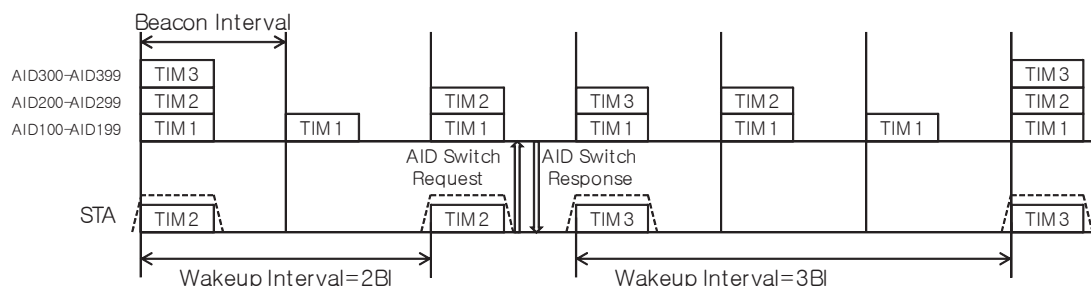 Beacon Interval
AID300-AID399 TIM3 TIM3
AID200-AID299 TIM2 TIM2 TIM3 TIM2 TIM2
AID100-AID199 TIM1 TIM1 TIM1 TIM1 TIM1 TIM1 TIM1
AID Switch AID Switch
Request Response
STA TIM2 TIM2 TIM3 TIM3
Wakeup Interval=2BI Wakeup Interval=3BI